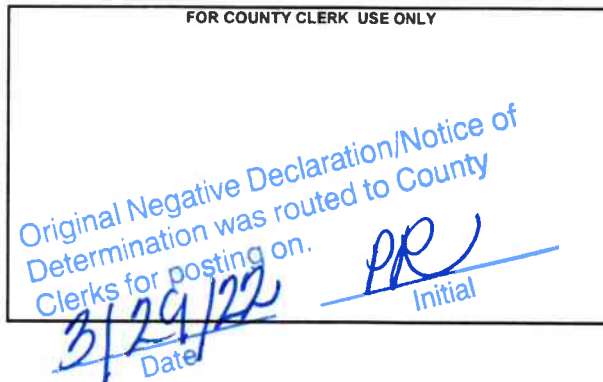 FOR COUNTY CLERK USE ONLY
Original Negative Declaration/Notice of
Determination was routed to County
Clerks for posting on.
3/29/22 PR
Date Initial